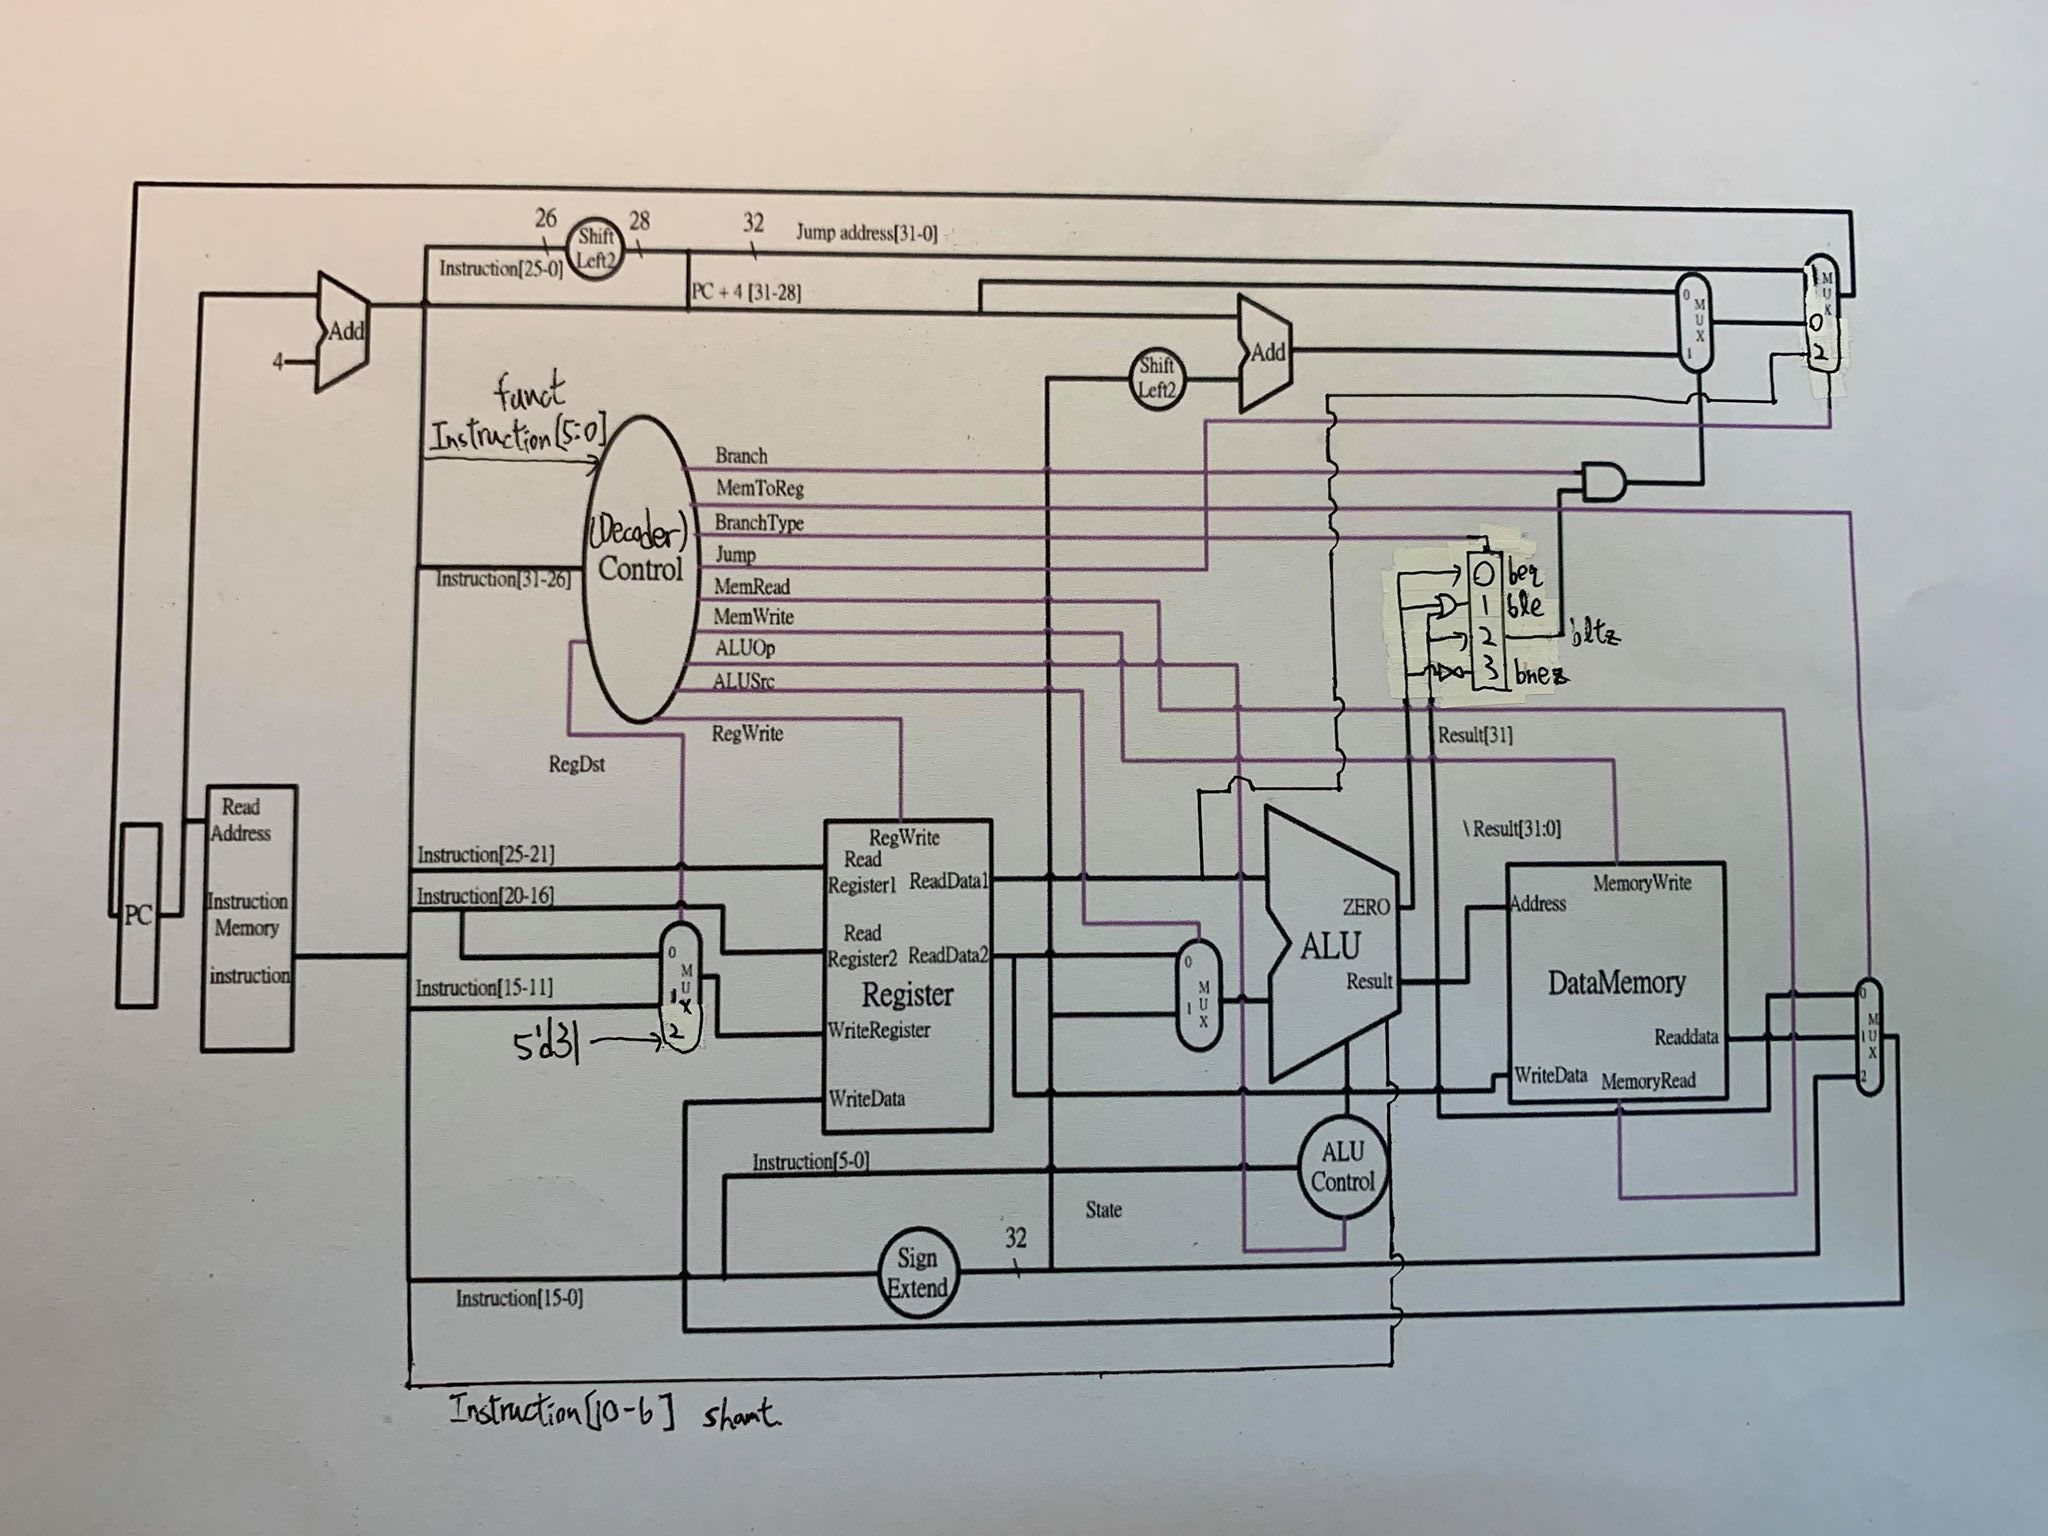 26
28
32
Jump address[31-0]
Shift
Left2
Instruction[25-0]
PC + 4 [31-28]
Add
4
Shift
Left2
Add
0
M
U
X
1
1
M
U
X
0
2
funct
Instruction[5:0]
(Decoder)
Control
Instruction[31-26]
Branch
MemToReg
BranchType
Jump
MemRead
MemWrite
ALUOp
ALUSrc
RegWrite
RegDst
0 beq
1 ble
2 bltz
3 bnez
Result[31]
\ Result[31:0]
PC
Read
Address
Instruction
Memory
instruction
Instruction[25-21]
Instruction[20-16]
Instruction[15-11]
5'd31
0
M
U
1 X
2
RegWrite
Read
Register1
ReadData1
Read
Register2
ReadData2
Register
WriteRegister
WriteData
0
M
U
1
X
ZERO
ALU
Result
MemoryWrite
Address
DataMemory
Readdata
WriteData
MemoryRead
0
M
1 U
X
2
ALU
Control
Instruction[5-0]
State
Sign
Extend
32
Instruction[15-0]
Instruction[10-6] shamt.